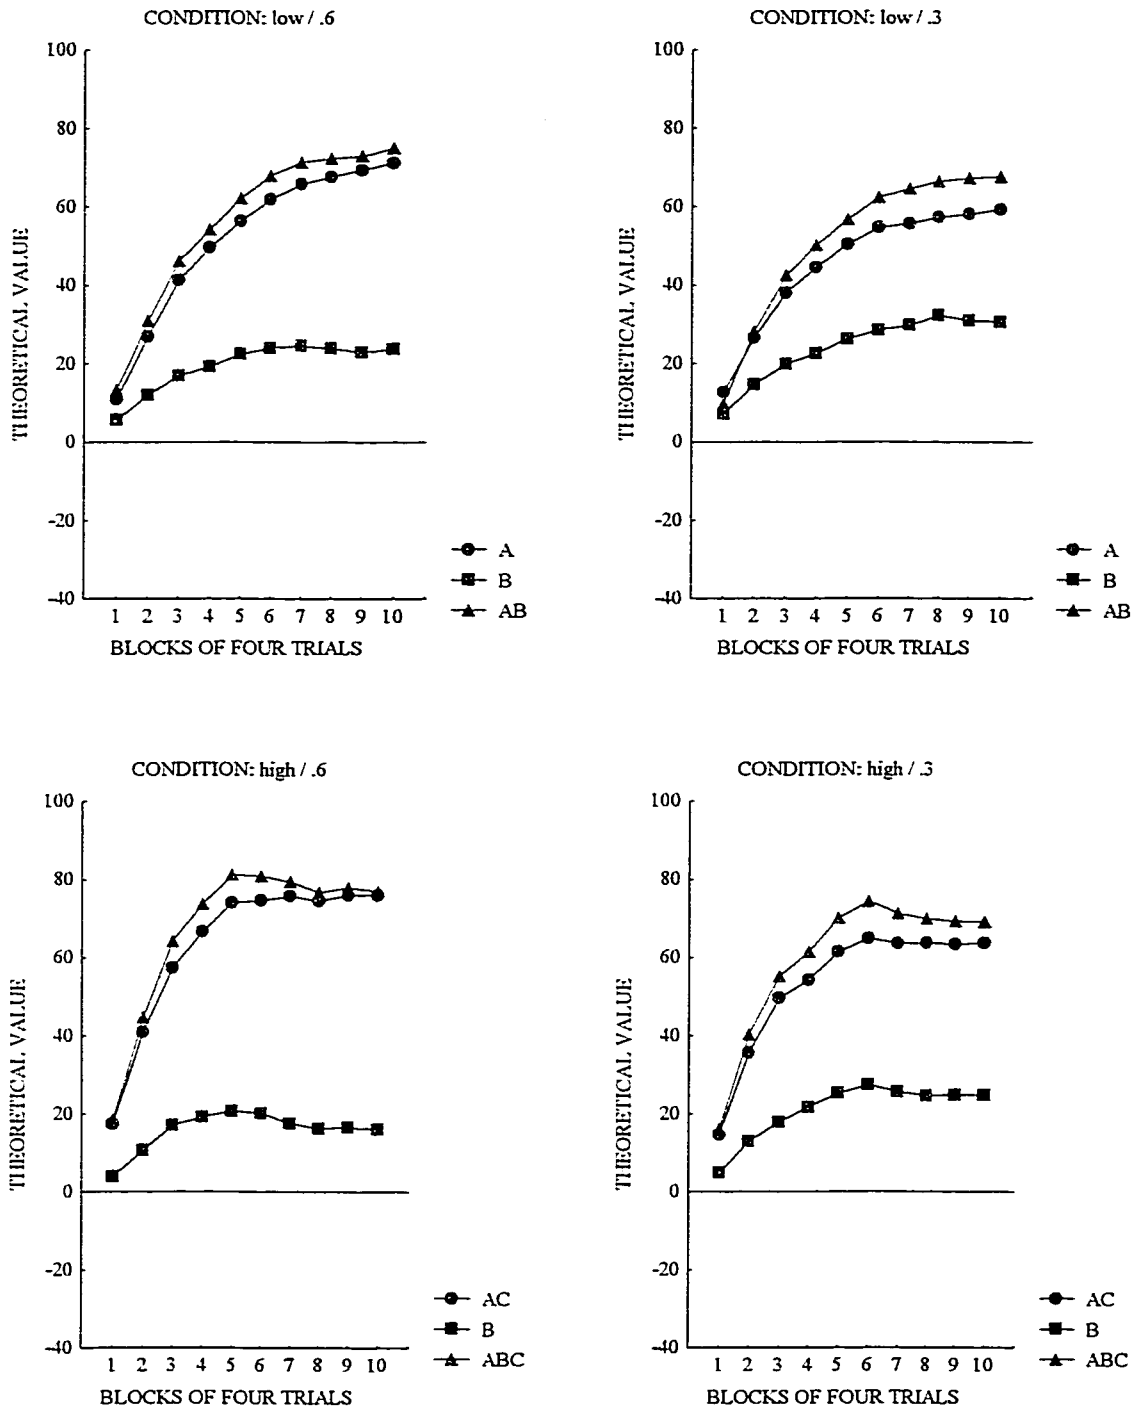 CONDITION: low / .6
100
80
60
40
20
0
-20
-40
THEORETICAL VALUE
1 2 3 4 5 6 7 8 9 10
BLOCKS OF FOUR TRIALS
A
B
AB
CONDITION: low / .3
100
80
60
40
20
0
-20
-40
THEORETICAL VALUE
1 2 3 4 5 6 7 8 9 10
BLOCKS OF FOUR TRIALS
A
B
AB
CONDITION: high / .6
100
80
60
40
20
0
-20
-40
THEORETICAL VALUE
1 2 3 4 5 6 7 8 9 10
BLOCKS OF FOUR TRIALS
AC
B
ABC
CONDITION: high / .3
100
80
60
40
20
0
-20
-40
THEORETICAL VALUE
1 2 3 4 5 6 7 8 9 10
BLOCKS OF FOUR TRIALS
AC
B
ABC